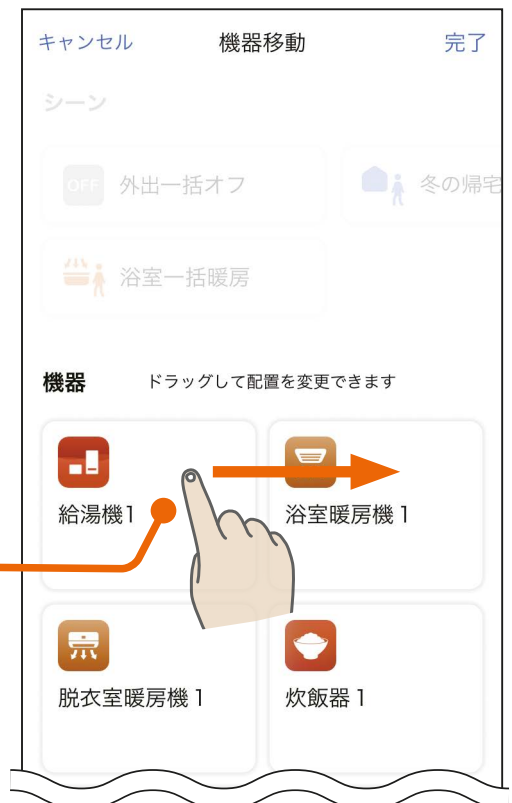 キャンセル 機器移動 完了
シーン
OFF 外出一括オフ 冬の帰宅
浴室一括暖房
機器 ドラッグして配置を変更できます
給湯機1 浴室暖房機 1
脱衣室暖房機 1 炊飯器 1